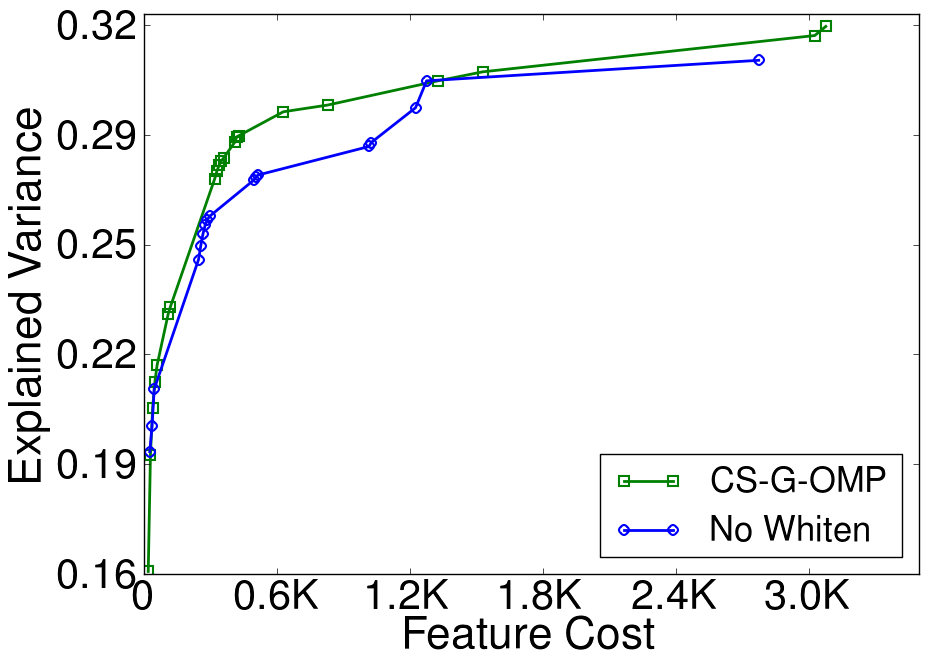 0.32
0.29
0.25
0.22
0.19
0.16
Explained Variance
0
0.6K
1.2K
1.8K
2.4K
3.0K
Feature Cost
CS-G-OMP
No Whiten